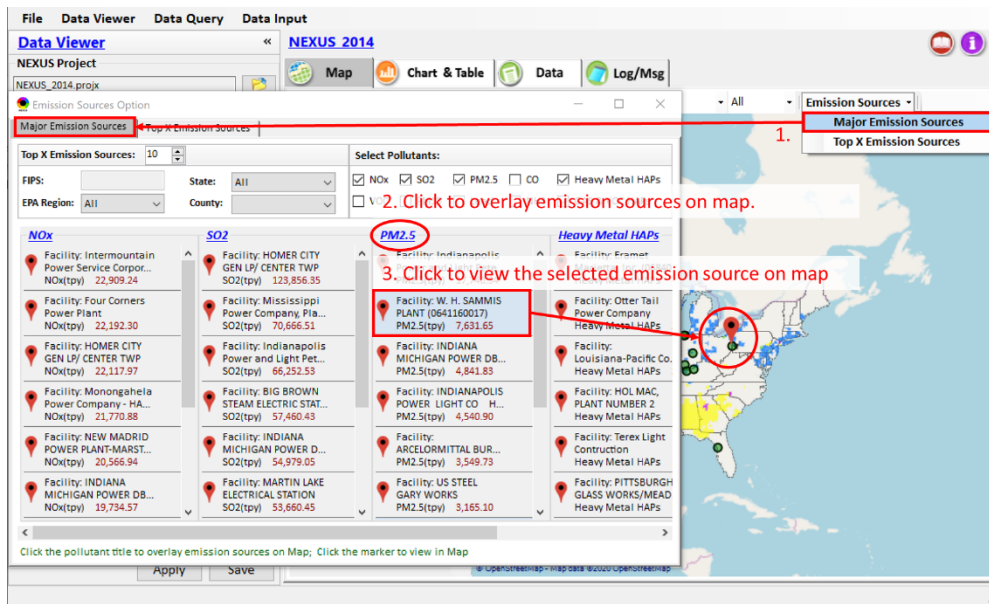 File Data Viewer Data Query Data Input
Data Viewer «
NEXUS_2014
NEXUS Project
NEXUS_2014.projx
Map Chart & Table Data Log/Msg
Emission Sources Option
All Emission Sources
Major Emission Sources
Top X Emission Sources
1.
Major Emission Sources Top X Emission Sources
Top X Emission Sources: 10
Select Pollutants:
FIPS: State: All
NOx SO2 PM2.5 CO Heavy Metal HAPs
EPA Region: All County:
2. Click to overlay emission sources on map.
NOx SO2 PM2.5 Heavy Metal HAPs
3. Click to view the selected emission source on map
Facility: Intermountain
Power Service Corpor...
NOx(tpy) 22,909.24
Facility: Four Corners
Power Plant
NOx(tpy) 22,192.30
Facility: HOMER CITY
GEN LP/ CENTER TWP
NOx(tpy) 22,117.97
Facility: Monongahela
Power Company - HA...
NOx(tpy) 21,770.88
Facility: NEW MADRID
POWER PLANT-MARST...
NOx(tpy) 20,566.94
Facility: INDIANA
MICHIGAN POWER DB...
NOx(tpy) 19,734.57
Facility: HOMER CITY
GEN LP/ CENTER TWP
SO2(tpy) 123,856.35
Facility: Mississippi
Power Company, Pla...
SO2(tpy) 70,666.51
Facility: Indianapolis
Power and Light Pet...
SO2(tpy) 66,252.53
Facility: BIG BROWN
STEAM ELECTRIC STAT...
SO2(tpy) 57,460.43
Facility: INDIANA
MICHIGAN POWER D...
SO2(tpy) 54,979.05
Facility: MARTIN LAKE
ELECTRICAL STATION
SO2(tpy) 53,660.45
Facility: Indianapolis
Facility: W. H. SAMMIS
PLANT (0641160017)
PM2.5(tpy) 7,631.65
Facility: INDIANA
MICHIGAN POWER DB...
PM2.5(tpy) 4,841.83
Facility: INDIANAPOLIS
POWER LIGHT CO H...
PM2.5(tpy) 4,540.90
Facility:
ARCELORMITTAL BUR...
PM2.5(tpy) 3,549.73
Facility: US STEEL
GARY WORKS
PM2.5(tpy) 3,165.10
Facility: Framet
Facility: Otter Tail
Power Company
Heavy Metal HAPs
Facility:
Louisiana-Pacific Co.
Heavy Metal HAPs
Facility: HOL MAC,
PLANT NUMBER 2
Heavy Metal HAPs
Facility: Terex Light
Contruction
Heavy Metal HAPs
Facility: PITTSBURGH
GLASS WORKS/MEAD
Heavy Metal HAPs
Click the pollutant title to overlay emission sources on Map; Click the marker to view in Map
Apply Save
© OpenStreetMap - Map data ©2020 OpenStreetMap